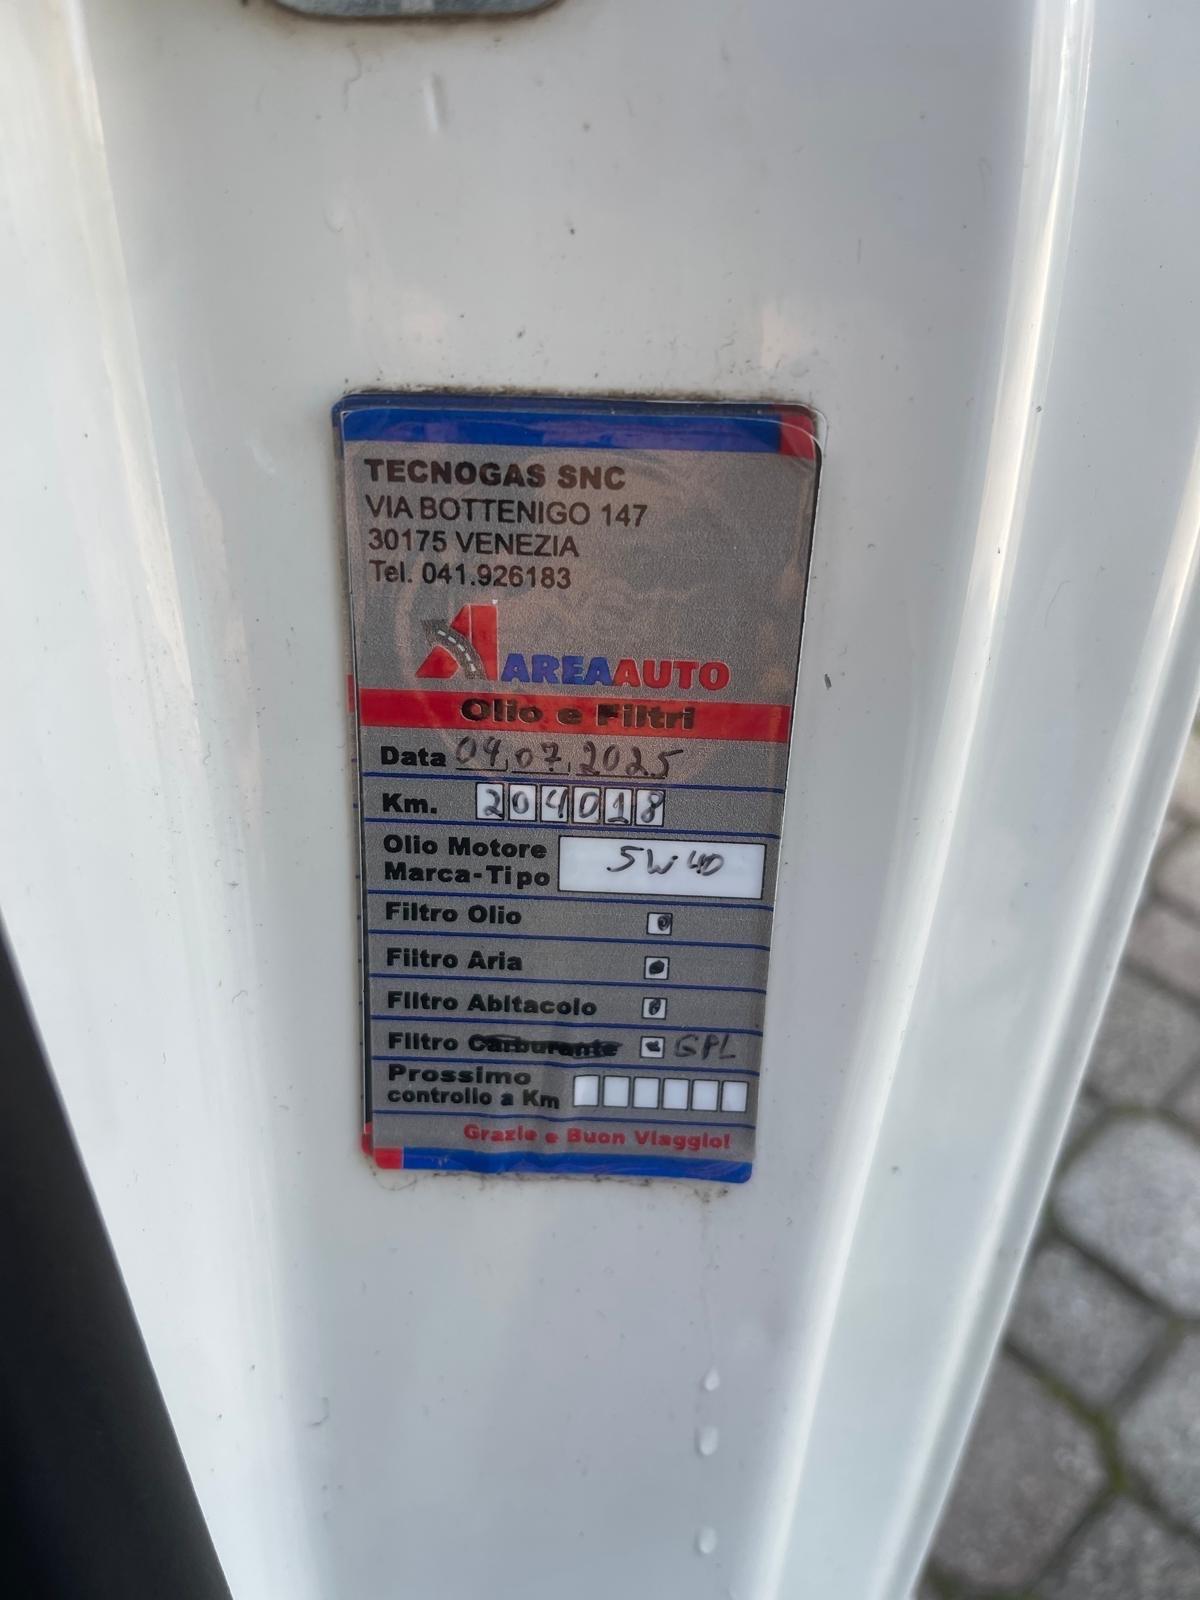 TECNOGAS SNC
VIA BOTTENIGO 147
30175 VENEZIA
Tel. 041.926183
AREAAUTO
Olio e Filtri
Data 04.07.2025
Km. 204018
Olio Motore
Marca-Tipo 5W40
Filtro Olio
Filtro Aria
Filtro Abitacolo
Filtro Carburante GPL
Prossimo
controllo a Km
Grazie e Buon Viaggio!